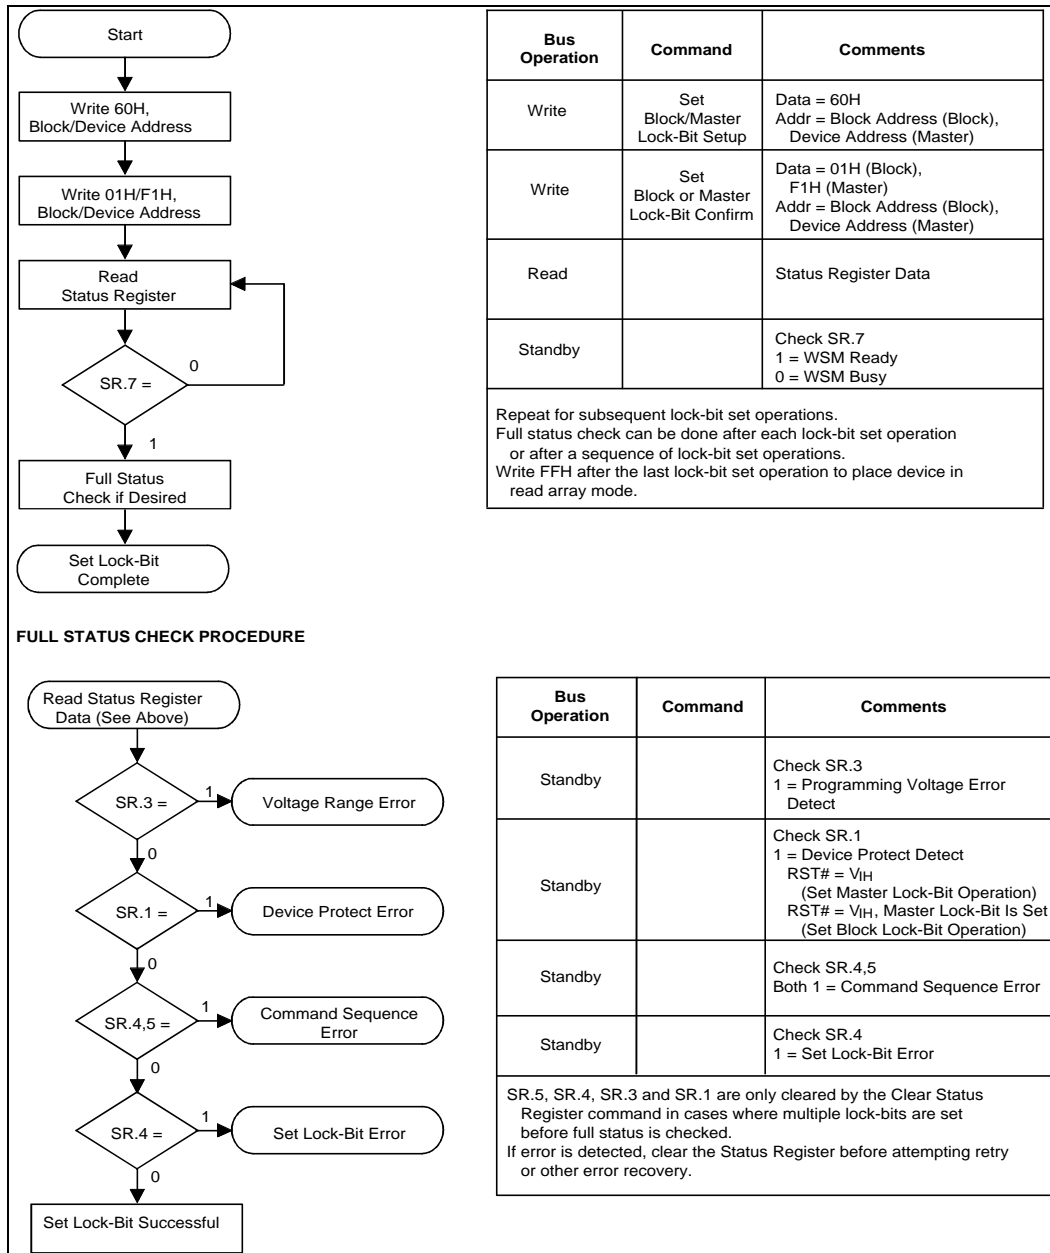 Start
Write 60H,
Block/Device Address
Write 01H/F1H,
Block/Device Address
Read
Status Register
0
SR.7 =
1
Full Status
Check if Desired
Set Lock-Bit
Complete
Bus
Operation
Command
Comments
Write
Set
Block/Master
Lock-Bit Setup
Data = 60H
Addr = Block Address (Block),
Device Address (Master)
Write
Set
Block or Master
Lock-Bit Confirm
Data = 01H (Block),
F1H (Master)
Addr = Block Address (Block),
Device Address (Master)
Read
Status Register Data
Standby
Check SR.7
1 = WSM Ready
0 = WSM Busy
Repeat for subsequent lock-bit set operations.
Full status check can be done after each lock-bit set operation
or after a sequence of lock-bit set operations.
Write FFH after the last lock-bit set operation to place device in
read array mode.
FULL STATUS CHECK PROCEDURE
Read Status Register
Data (See Above)
SR.3 =
1
Voltage Range Error
0
SR.1 =
1
Device Protect Error
0
SR.4,5 =
1
Command Sequence
Error
0
SR.4 =
1
Set Lock-Bit Error
0
Set Lock-Bit Successful
Bus
Operation
Command
Comments
Standby
Check SR.3
1 = Programming Voltage Error
Detect
Standby
Check SR.1
1 = Device Protect Detect
RST# = VIH
(Set Master Lock-Bit Operation)
RST# = VIH, Master Lock-Bit Is Set
(Set Block Lock-Bit Operation)
Standby
Check SR.4,5
Both 1 = Command Sequence Error
Standby
Check SR.4
1 = Set Lock-Bit Error
SR.5, SR.4, SR.3 and SR.1 are only cleared by the Clear Status
Register command in cases where multiple lock-bits are set
before full status is checked.
If error is detected, clear the Status Register before attempting retry
or other error recovery.